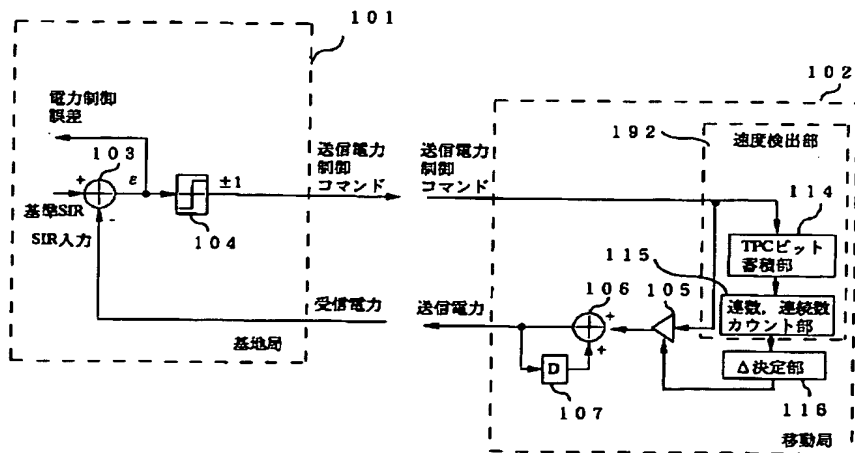 101
102
電力制御
誤差
103
+
ε
±1
基準SIR
-
SIR入力
104
送信電力
制御
コマンド
送信電力
制御
コマンド
192
速度検出部
114
TPCビット
蓄積部
115
連数，連続数
カウント部
105
106
+
+
受信電力
送信電力
D
107
Δ決定部
116
基地局
移動局